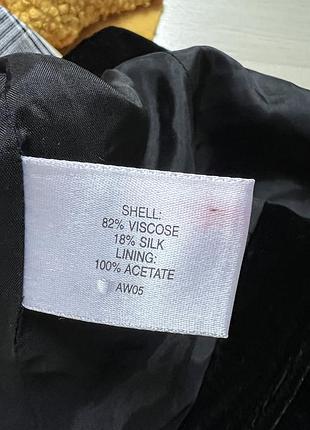 SHELL:
82% VISCOSE
18% SILK
LINING:
100% ACETATE
AW05